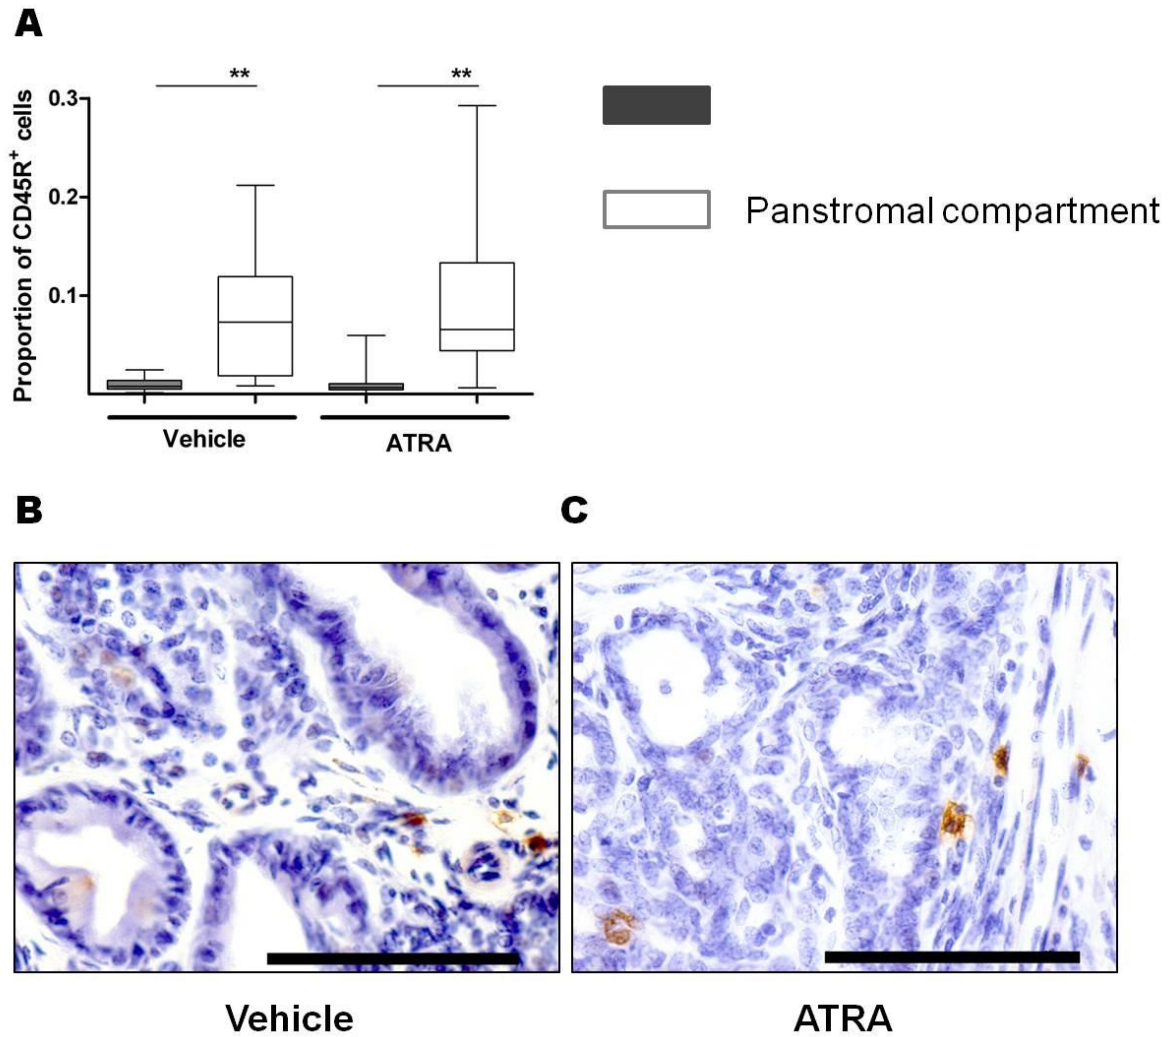 A
** **
0.3
0.2
0.1
Proportion of CD45R+ cells
Vehicle ATRA
Panstromal compartment
B C
Vehicle ATRA